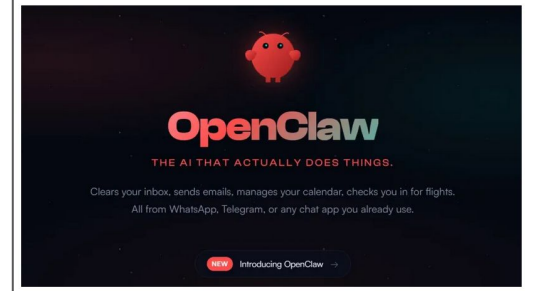 OpenClaw
THE AI THAT ACTUALLY DOES THINGS.
Clears your inbox, sends emails, manages your calendar, checks you in for flights.
All from WhatsApp, Telegram, or any chat app you already use.
NEW Introducing OpenClaw →